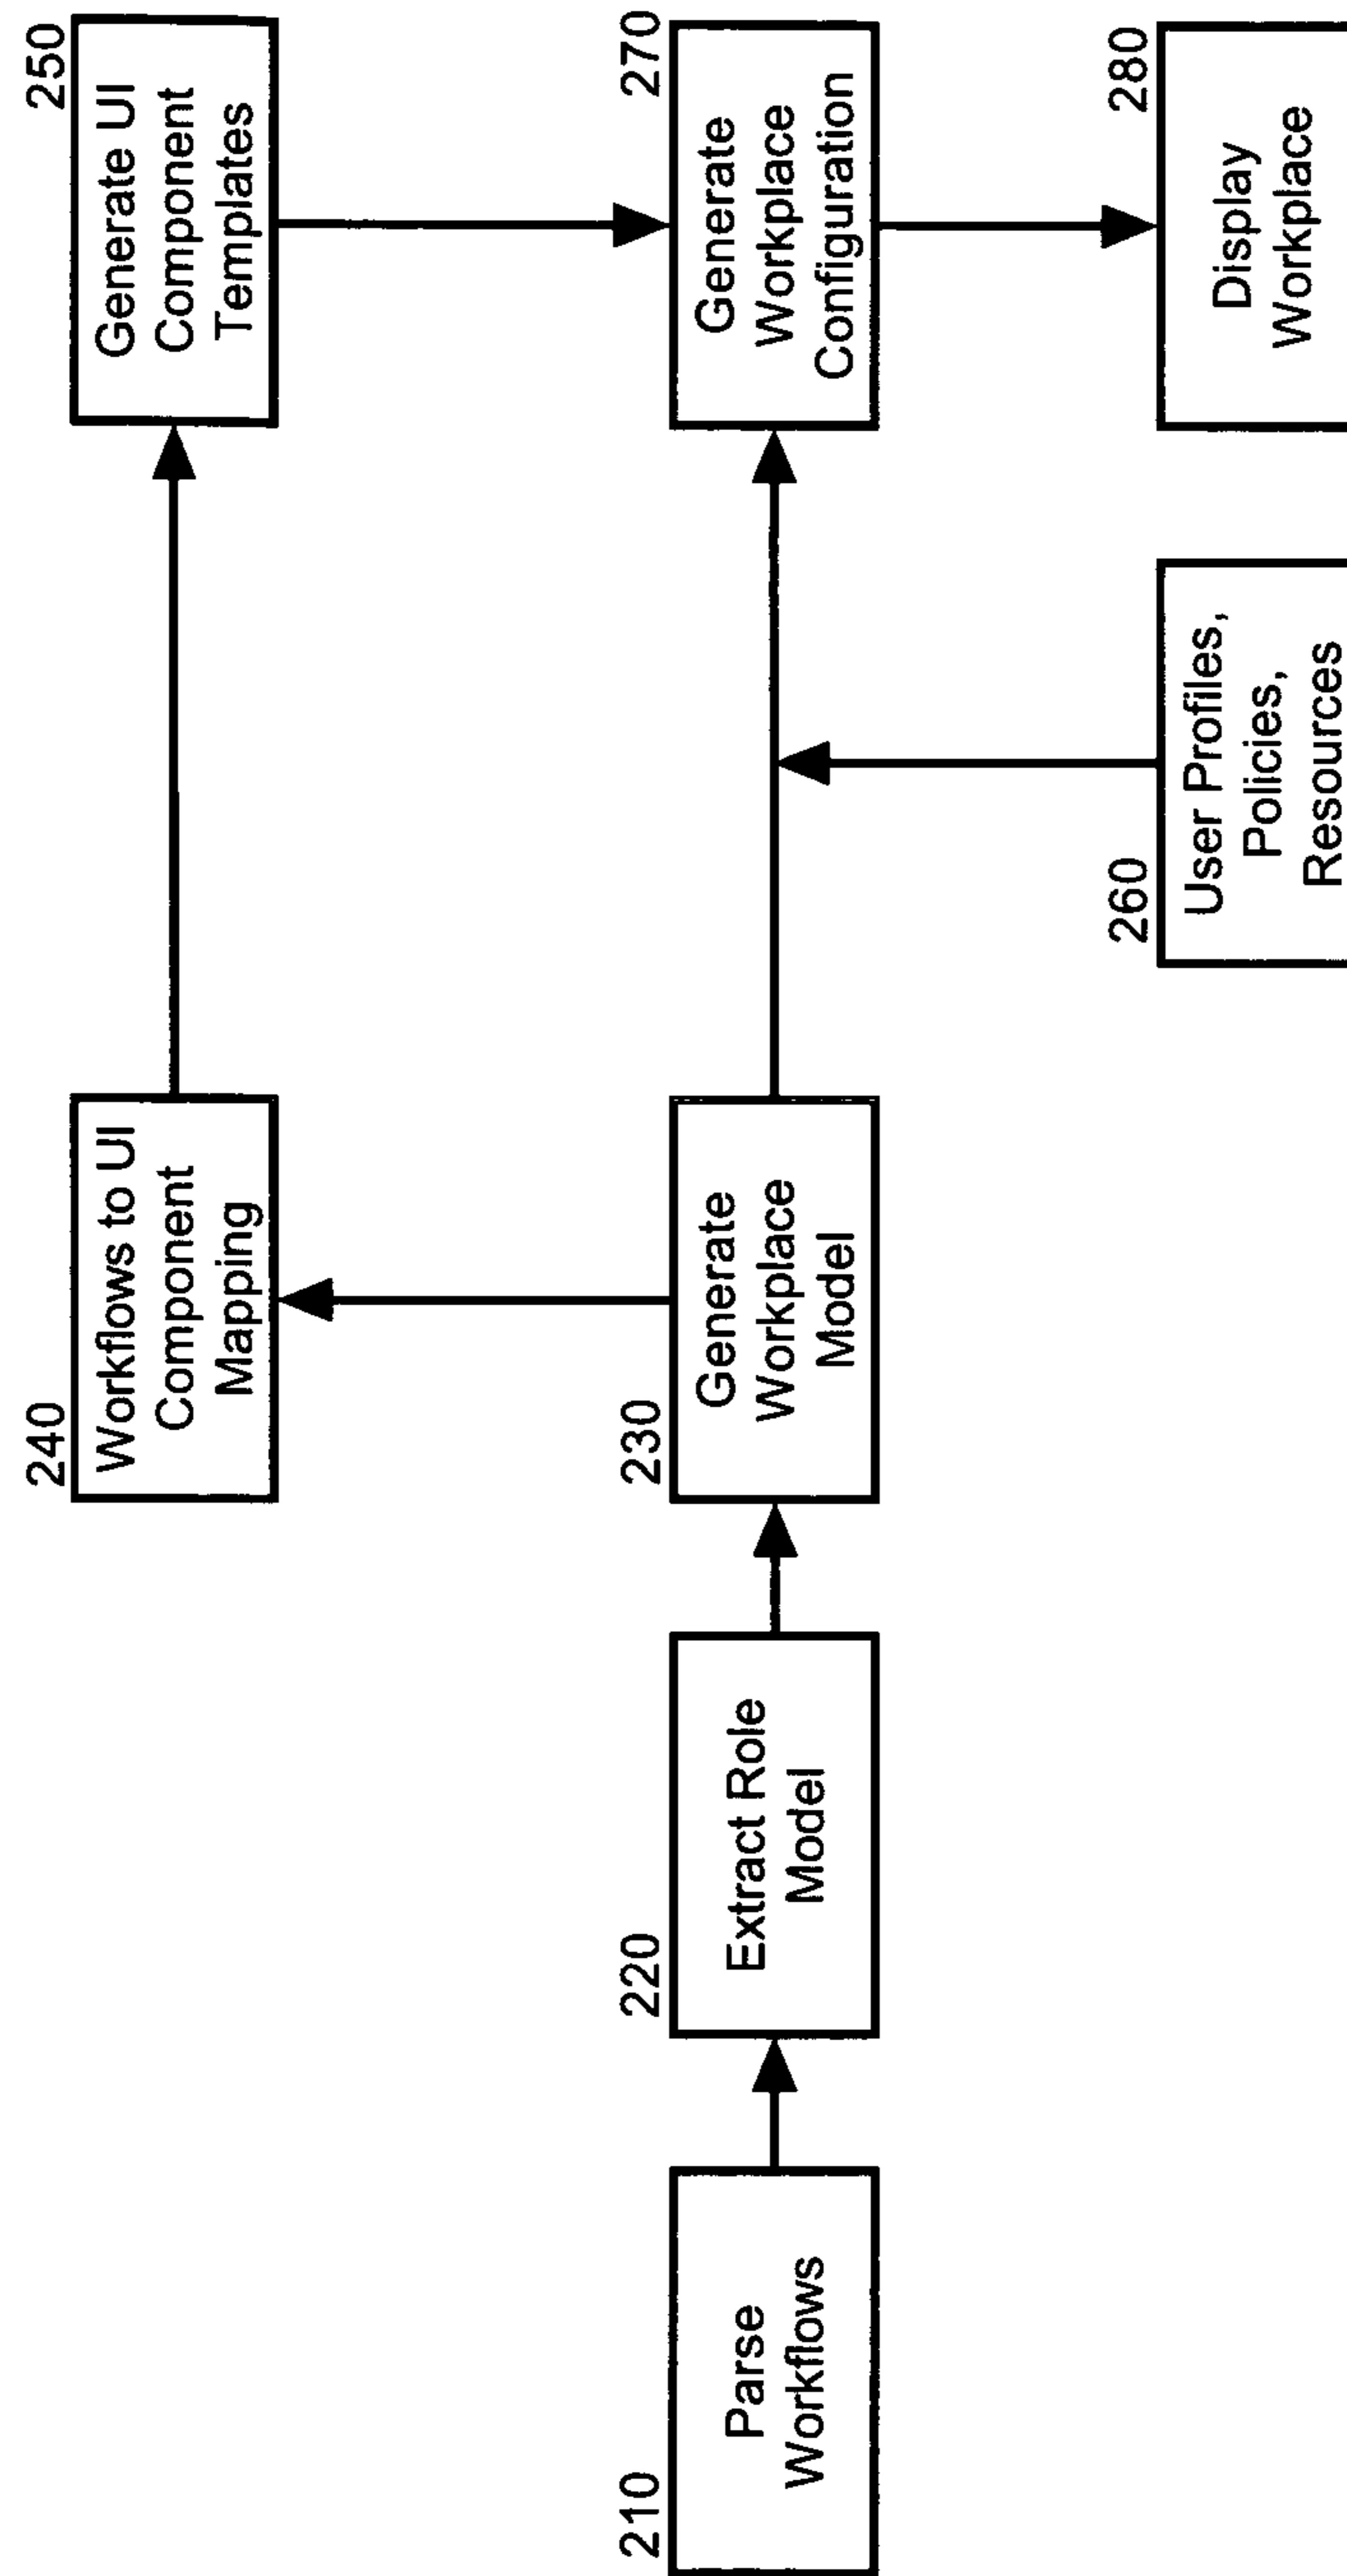 240
Workflows to UI
Component
Mapping
250
Generate UI
Component
Templates
210
Parse
Workflows
220
Extract Role
Model
230
Generate
Workplace
Model
270
Generate
Workplace
Configuration
260
User Profiles,
Policies,
Resources
280
Display
Workplace